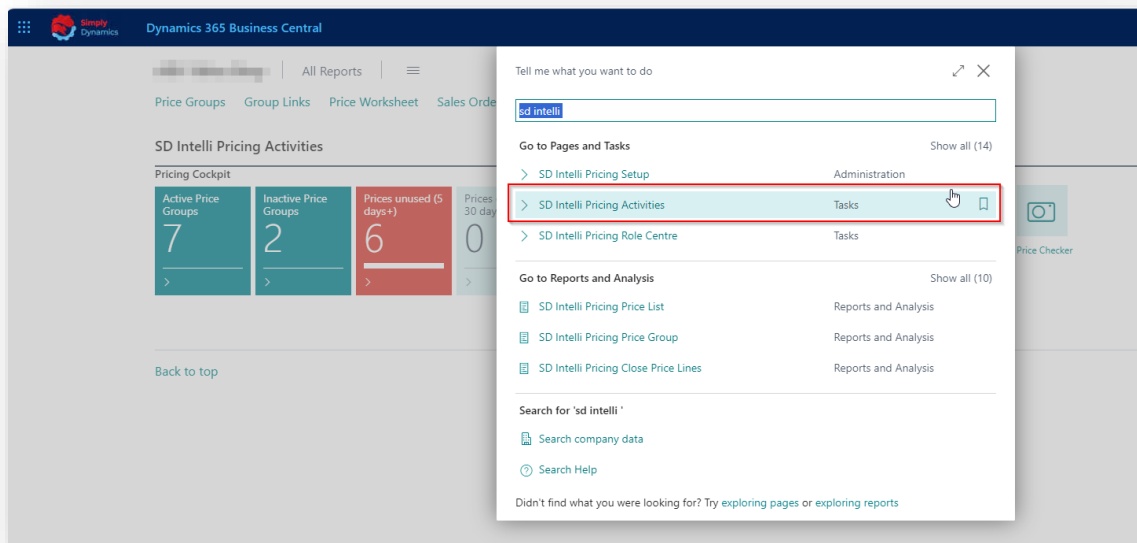 Simply
Dynamics
Dynamics 365 Business Central
All Reports
Price Groups Group Links Price Worksheet Sales Orde
SD Intelli Pricing Activities
Pricing Cockpit
Active Price
Groups
7
Inactive Price
Groups
2
Prices unused (5
days+)
6
Prices
30 day
0
Price Checker
Back to top
Tell me what you want to do
sd intelli
Go to Pages and Tasks Show all (14)
SD Intelli Pricing Setup Administration
SD Intelli Pricing Activities Tasks
SD Intelli Pricing Role Centre Tasks
Go to Reports and Analysis Show all (10)
SD Intelli Pricing Price List Reports and Analysis
SD Intelli Pricing Price Group Reports and Analysis
SD Intelli Pricing Close Price Lines Reports and Analysis
Search for 'sd intelli '
Search company data
Search Help
Didn't find what you were looking for? Try exploring pages or exploring reports